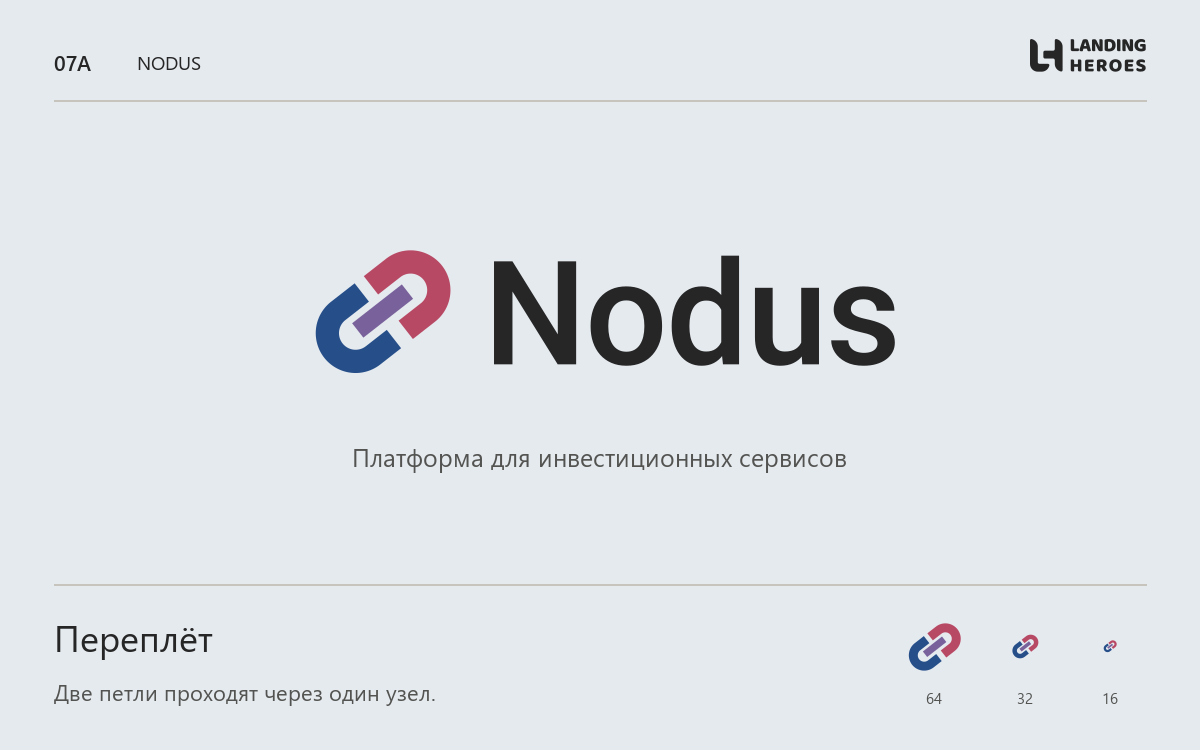 07A NODUS
LANDING
HEROES
Nodus
Платформа для инвестиционных сервисов
Переплёт
Две петли проходят через один узел.
64 32 16